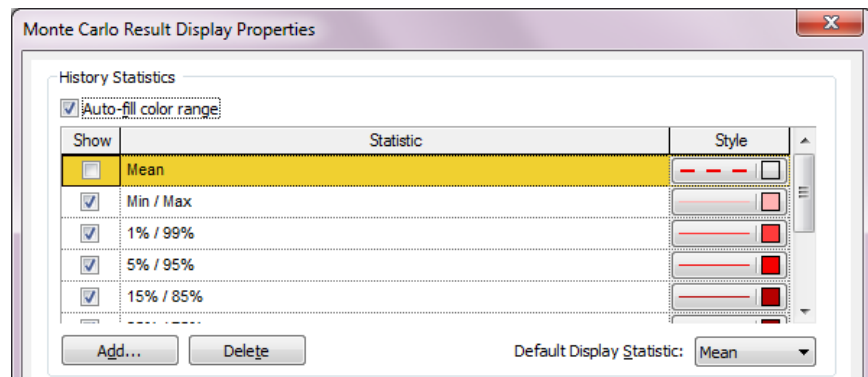 Monte Carlo Result Display Properties
History Statistics
Auto-fill color range
Show Statistic Style
Mean
Min / Max
1% / 99%
5% / 95%
15% / 85%
Add... Delete Default Display Statistic: Mean